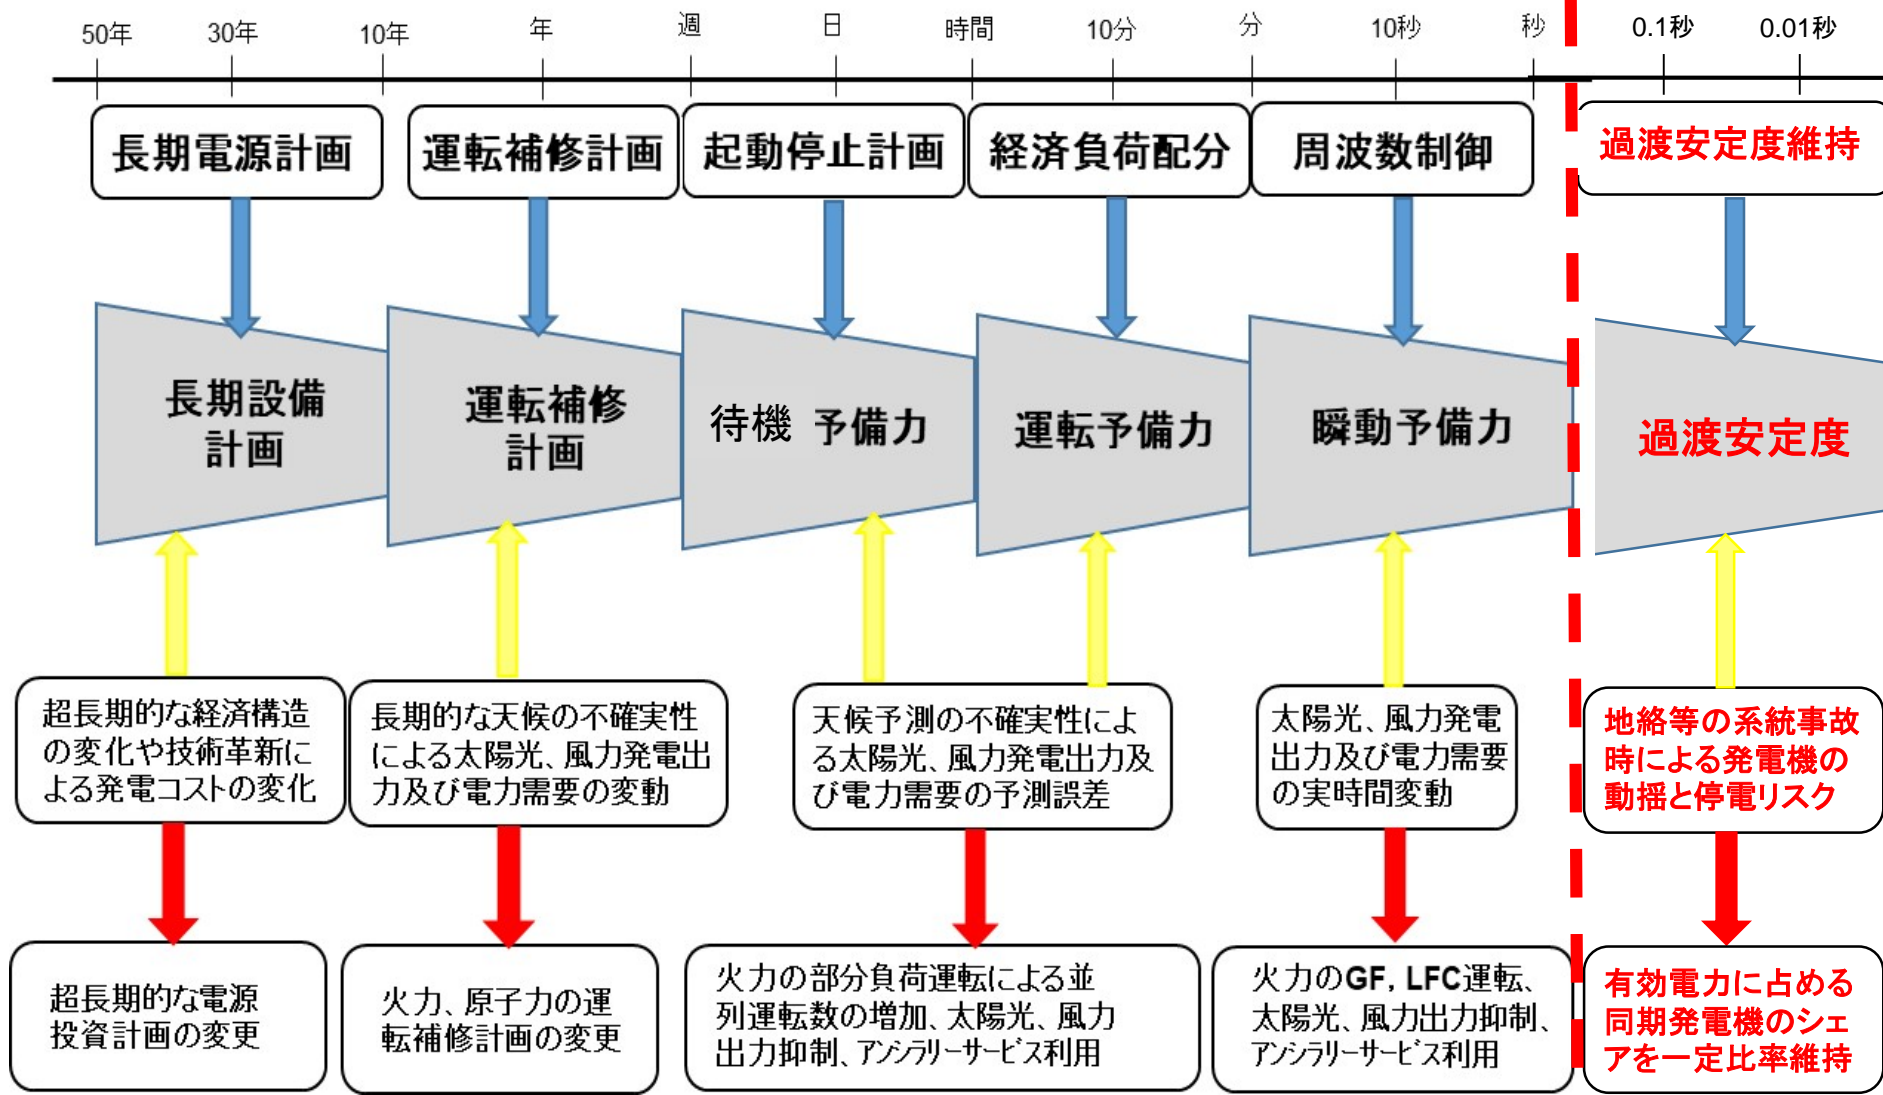 50年 30年 10年 年 週 日 時間 10分 分 10秒 秒 0.1秒 0.01秒
長期電源計画
運転補修計画
起動停止計画
経済負荷配分
周波数制御
過渡安定度維持
長期設備
計画
運転補修
計画
待機 予備力
運転予備力
瞬動予備力
過渡安定度
超長期的な経済構造
の変化や技術革新に
よる発電コストの変化
長期的な天候の不確実性
による太陽光、風力発電出
力及び電力需要の変動
天候予測の不確実性によ
る太陽光、風力発電出力及
び電力需要の予測誤差
太陽光、風力発電
出力及び電力需要
の実時間変動
地絡等の系統事故
時による発電機の
動揺と停電リスク
超長期的な電源
投資計画の変更
火力、原子力の運
転補修計画の変更
火力の部分負荷運転による並
列運転数の増加、太陽光、風力
出力抑制、アンシラリーサービス利用
火力のGF, LFC運転、
太陽光、風力出力抑制、
アンシラリーサービス利用
有効電力に占める
同期発電機のシェ
アを一定比率維持